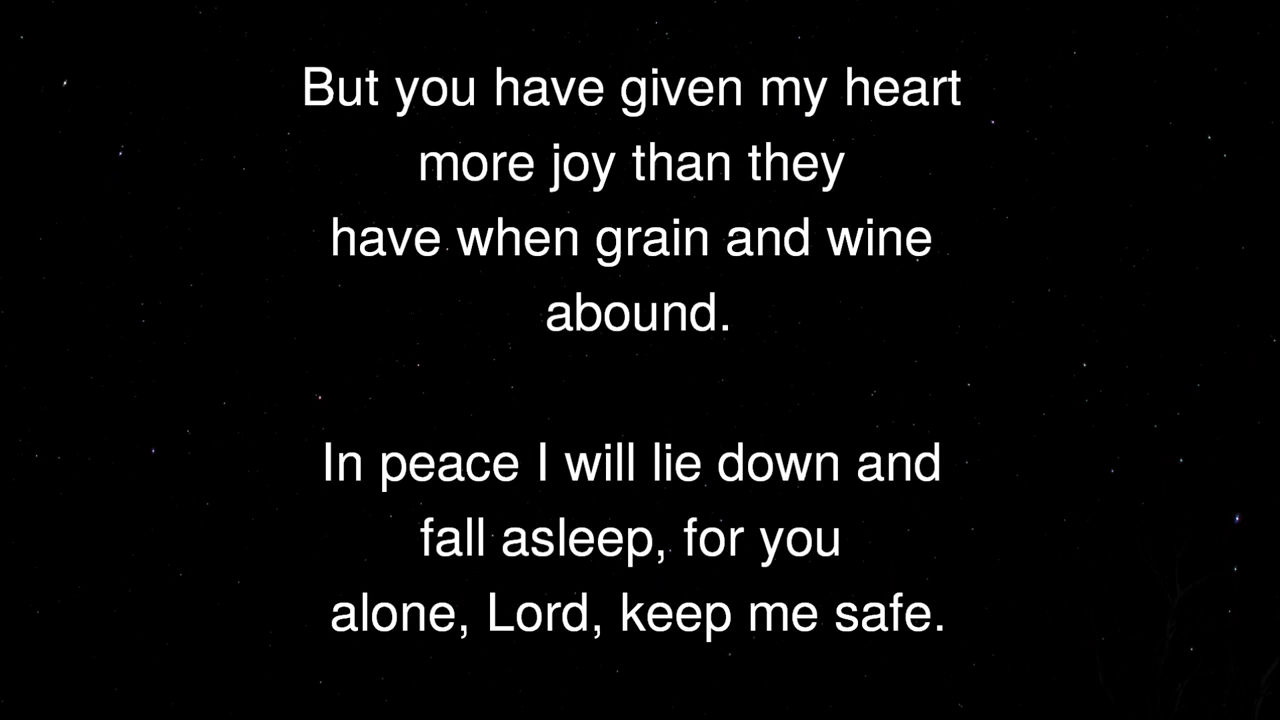 But you have given my heart
more joy than they
have when grain and wine
abound.
In peace I will lie down and
fall asleep, for you
alone, Lord, keep me safe.